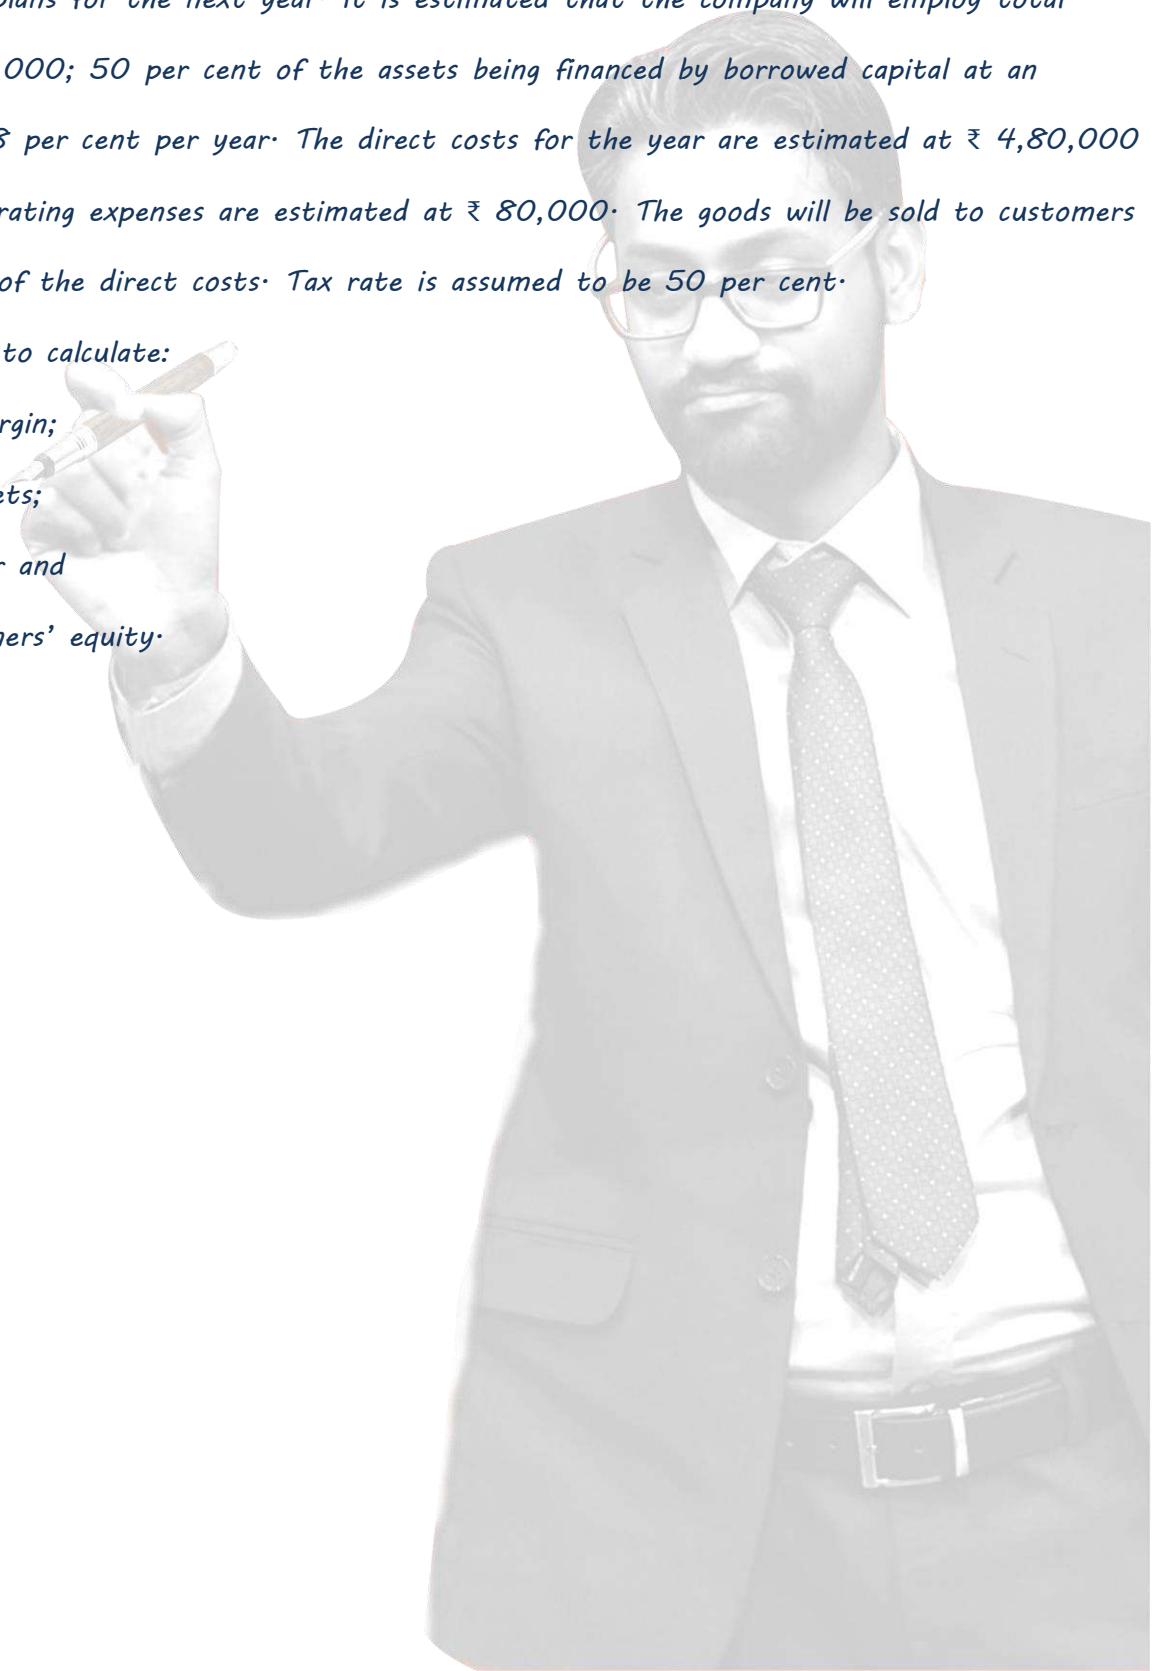 plans for the next year. It is estimated that the company will employ total
000; 50 per cent of the assets being financed by borrowed capital at an
8 per cent per year. The direct costs for the year are estimated at ₹ 4,80,000
rating expenses are estimated at ₹ 80,000. The goods will be sold to customers
of the direct costs. Tax rate is assumed to be 50 per cent.
to calculate:
rgin;
ets;
r and
ners’ equity.